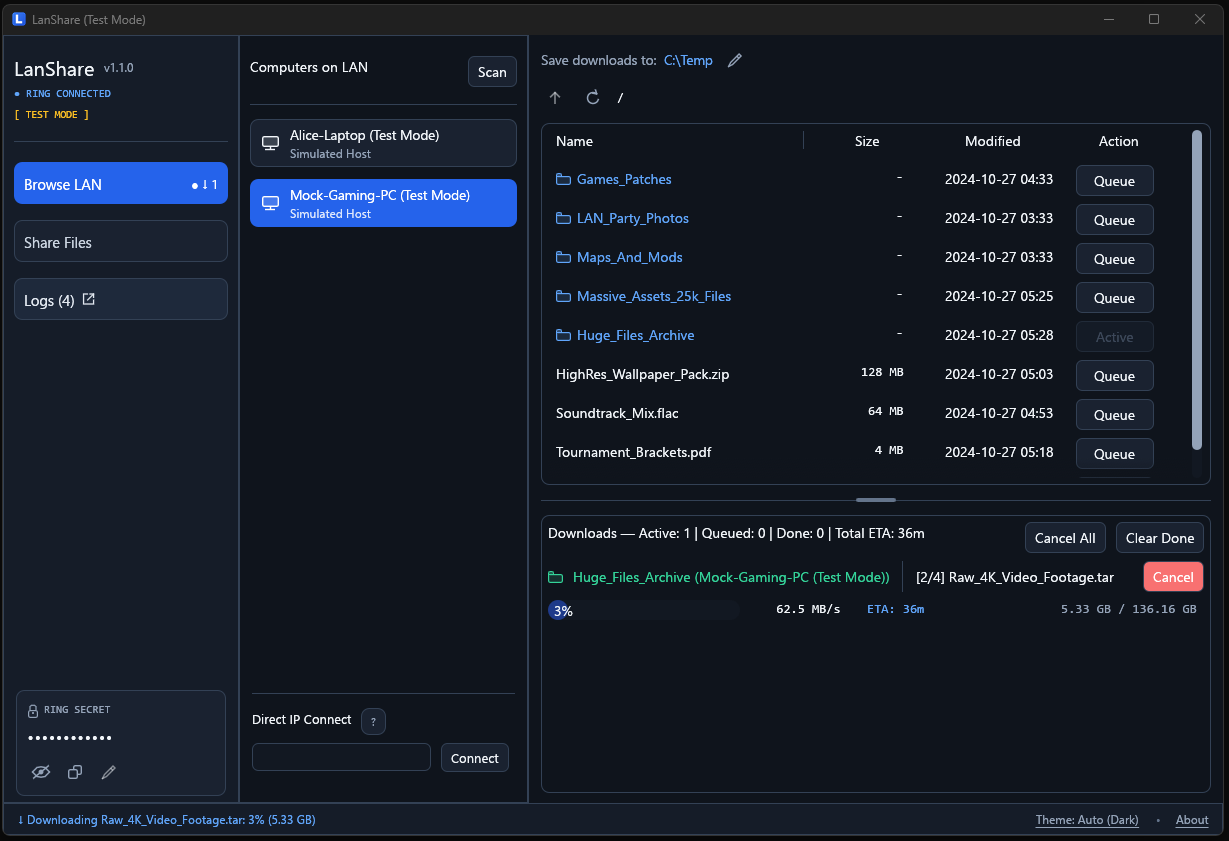 L LanShare (Test Mode)
LanShare v1.1.0
• RING CONNECTED
[ TEST MODE ]
Browse LAN ● ↓ 1
Share Files
Logs (4)
RING SECRET
••••••••••••
Computers on LAN
Scan
Alice-Laptop (Test Mode)
Simulated Host
Mock-Gaming-PC (Test Mode)
Simulated Host
Direct IP Connect ?
Connect
Save downloads to: C:\Temp
/
Name Size Modified Action
Games_Patches - 2024-10-27 04:33 Queue
LAN_Party_Photos - 2024-10-27 03:33 Queue
Maps_And_Mods - 2024-10-27 03:33 Queue
Massive_Assets_25k_Files - 2024-10-27 05:25 Queue
Huge_Files_Archive - 2024-10-27 05:28 Active
HighRes_Wallpaper_Pack.zip 128 MB 2024-10-27 05:03 Queue
Soundtrack_Mix.flac 64 MB 2024-10-27 04:53 Queue
Tournament_Brackets.pdf 4 MB 2024-10-27 05:18 Queue
Downloads — Active: 1 | Queued: 0 | Done: 0 | Total ETA: 36m Cancel All Clear Done
Huge_Files_Archive (Mock-Gaming-PC (Test Mode)) [2/4] Raw_4K_Video_Footage.tar Cancel
3% 62.5 MB/s ETA: 36m 5.33 GB / 136.16 GB
↓ Downloading Raw_4K_Video_Footage.tar: 3% (5.33 GB) Theme: Auto (Dark) • About